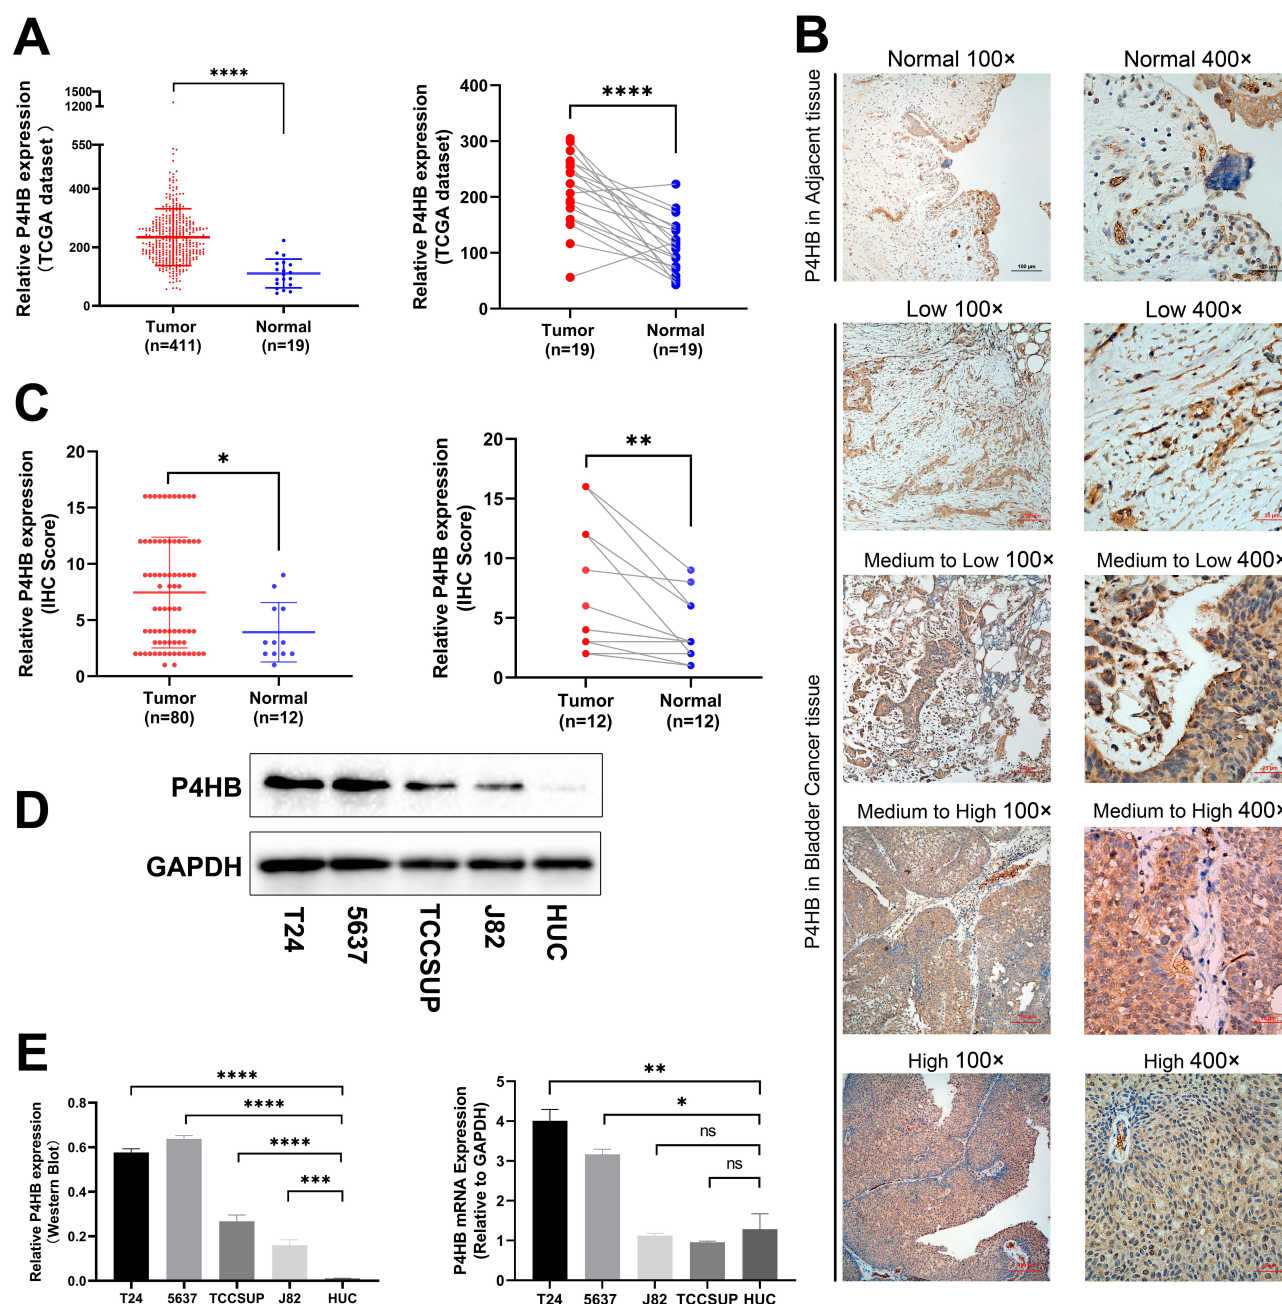 A
Relative P4HB expression
(TCGA dataset)
1500
1200
550
400
200
0
****
Tumor
(n=411)
Normal
(n=19)
Relative P4HB expression
(TCGA dataset)
400
300
200
100
0
****
Tumor
(n=19)
Normal
(n=19)
B
P4HB in Adjacent tissue
Normal 100×
Normal 400×
100 μm
P4HB in Bladder Cancer tissue
Low 100×
Low 400×
25 μm
Medium to Low 100×
Medium to Low 400×
25 μm
Medium to High 100×
Medium to High 400×
High 100×
High 400×
C
Relative P4HB expression
(IHC Score)
20
15
10
5
0
*
Tumor
(n=80)
Normal
(n=12)
Relative P4HB expression
(IHC Score)
20
15
10
5
0
**
Tumor
(n=12)
Normal
(n=12)
D
P4HB
GAPDH
T24
5637
TCCSUP
J82
HUC
E
Relative P4HB expression
(Western Blot)
0.8
0.6
0.4
0.2
0.0
****
****
****
***
T24
5637
TCCSUP
J82
HUC
P4HB mRNA Expression
(Relative to GAPDH)
5
4
3
2
1
0
**
*
ns
ns
T24
5637
J82
TCCSUP
HUC